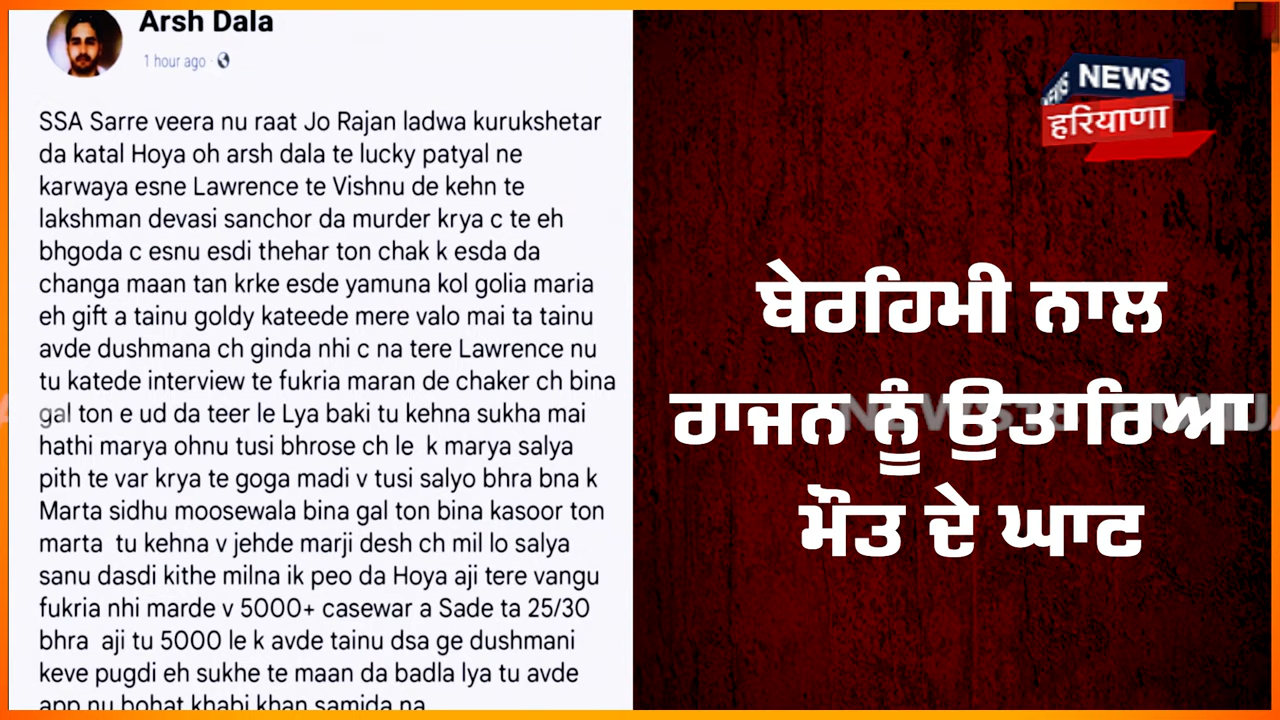 Arsh Dala
1 hour ago
SSA Sarre veera nu raat Jo Rajan ladwa kurukshetar
da katal Hoya oh arsh dala te lucky patyal ne
karwaya esne Lawrence te Vishnu de kehn te
lakshman devasi sanchor da murder krya c te eh
bhgoda c esnu esdi thehar ton chak k esda da
changa maan tan krke esde yamuna kol golia maria
eh gift a tainu goldy kateede mere valo mai ta tainu
avde dushmana ch ginda nhi c na tere Lawrence nu
tu katede interview te fukria maran de chaker ch bina
gal ton e ud da teer le Lya baki tu kehna sukha mai
hathi marya ohnu tusi bhrose ch le k marya salya
pith te var krya te goga madi v tusi salyo bhra bna k
Marta sidhu moosewala bina gal ton bina kasoor ton
marta tu kehna v jehde marji desh ch mil lo salya
sanu dasdi kithe milna ik peo da Hoya aji tere vangu
fukria nhi marde v 5000+ casewar a Sade ta 25/30
bhra aji tu 5000 le k avde tainu dsa ge dushmani
keve pugdi eh sukhe te maan da badla lya tu avde
app nu bohat khabi khan samjda na
NEWS
NEWS
हरियाणा
ਬੇਰਹਿਮੀ ਨਾਲ
ਰਾਜਨ ਨੂੰ ਉਤਾਰਿਆ
ਮੌਤ ਦੇ ਘਾਟ